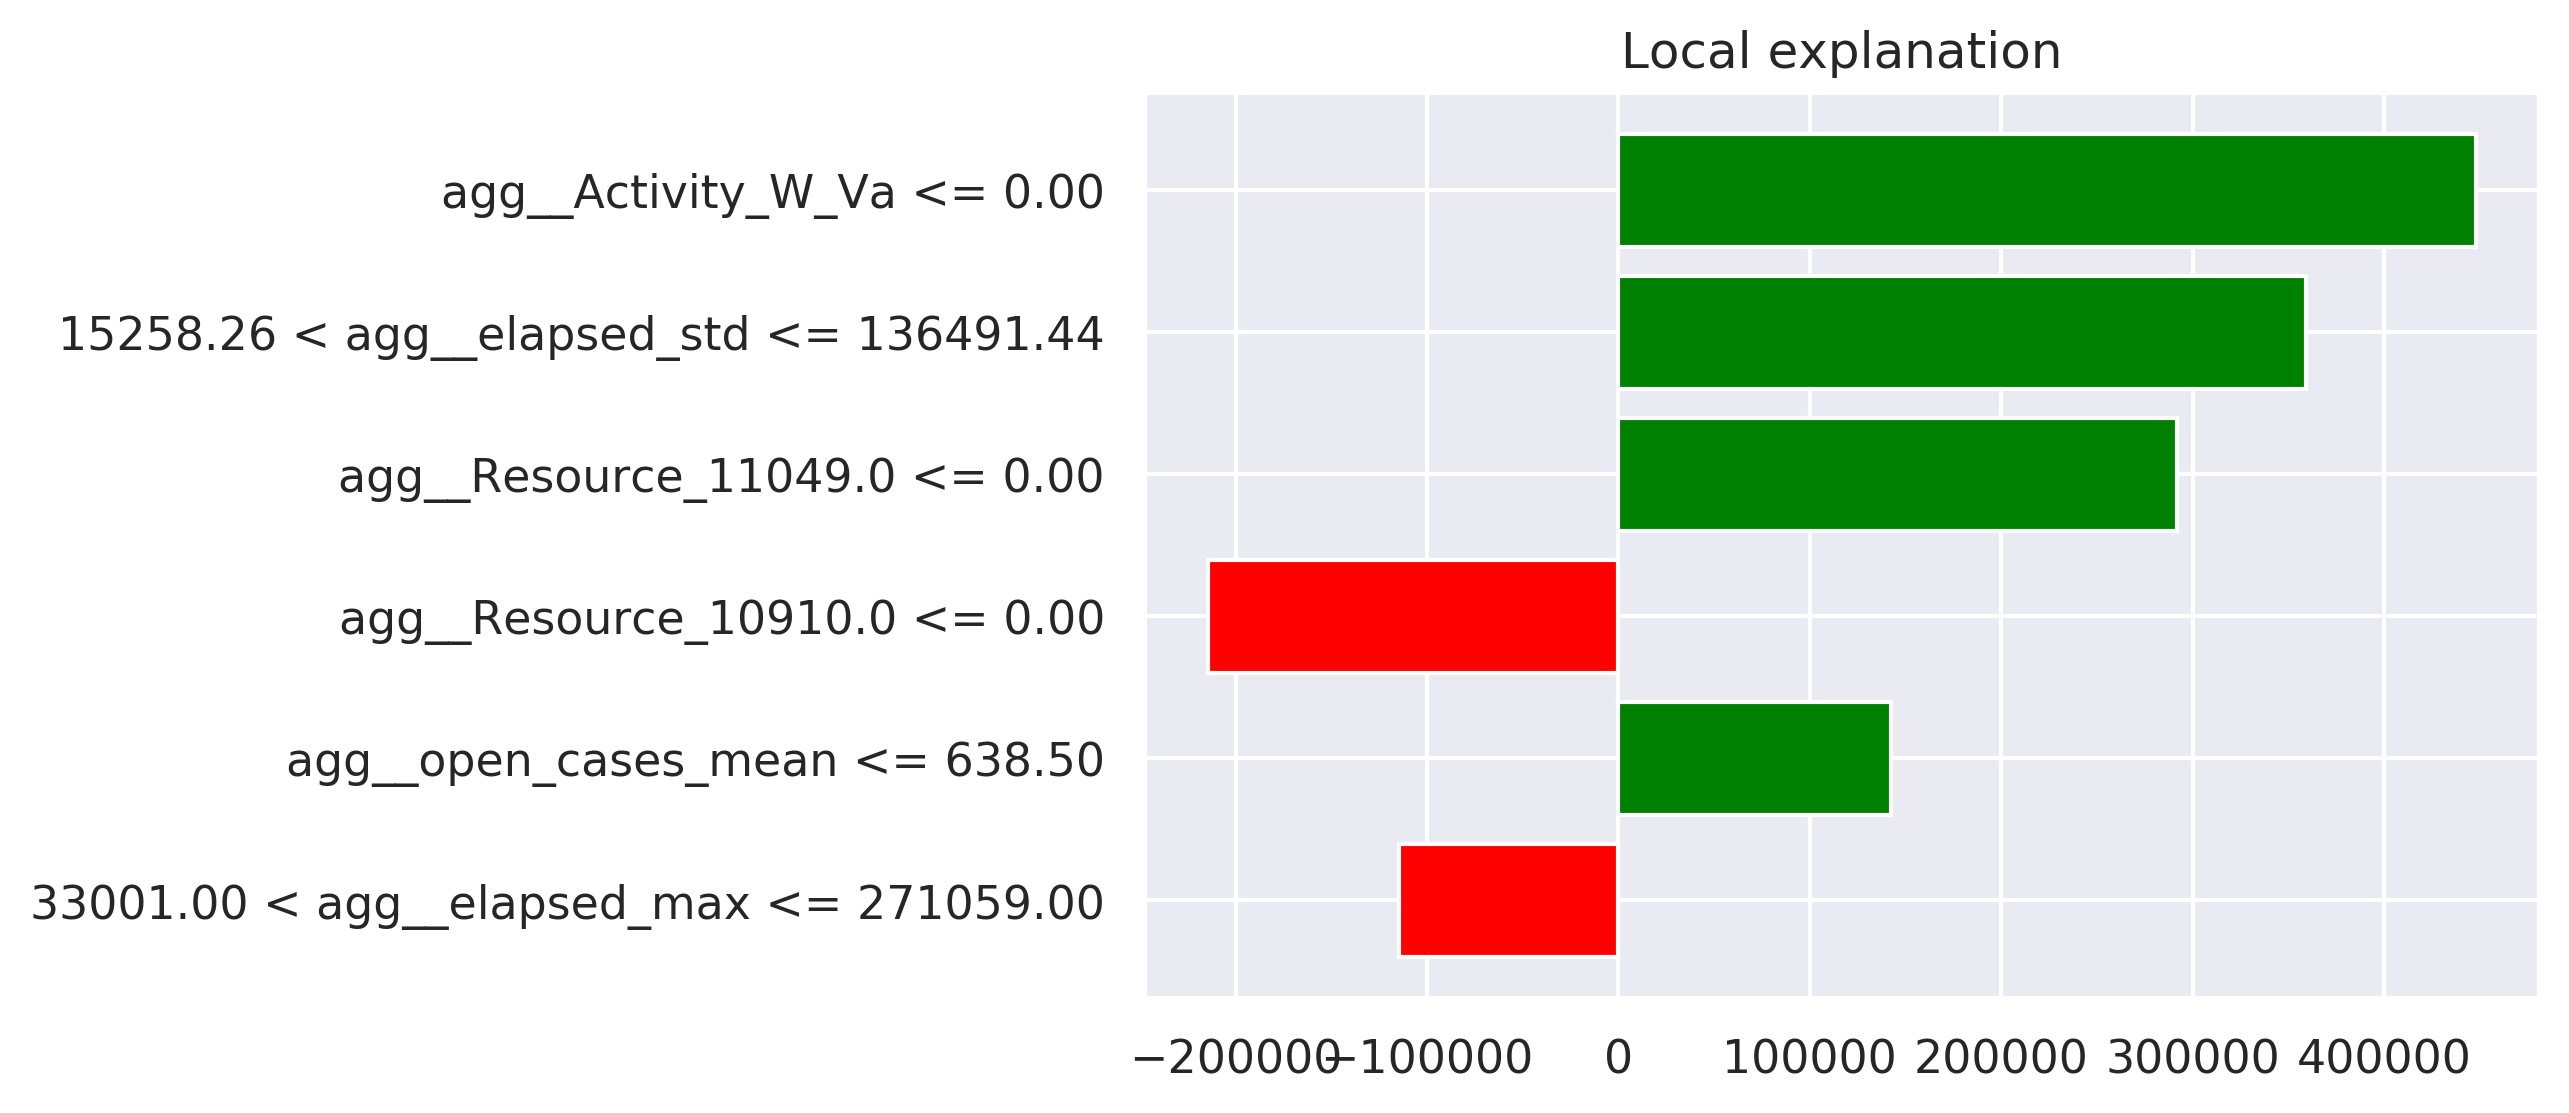 Local explanation
agg__Activity_W_Va <= 0.00
15258.26 < agg__elapsed_std <= 136491.44
agg__Resource_11049.0 <= 0.00
agg__Resource_10910.0 <= 0.00
agg__open_cases_mean <= 638.50
33001.00 < agg__elapsed_max <= 271059.00
−200000 −100000 0 100000 200000 300000 400000